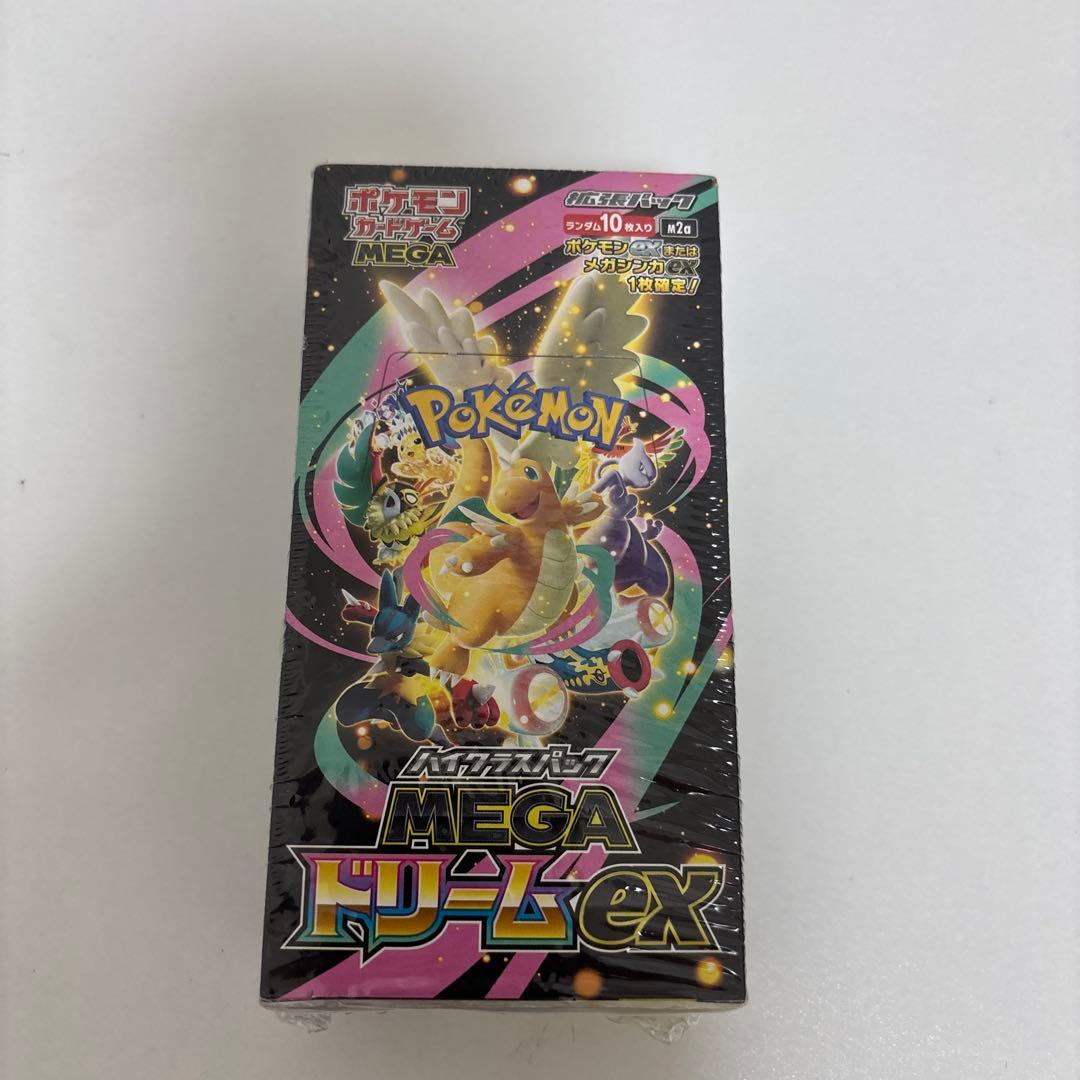 ポケモン
カードゲーム
MEGA
拡張パック
ランダム10枚入り M2a
ポケモンexまたは
メガシンカex
1枚確定!
POKéMON
TM
ハイクラスパック
MEGA
ドリームex